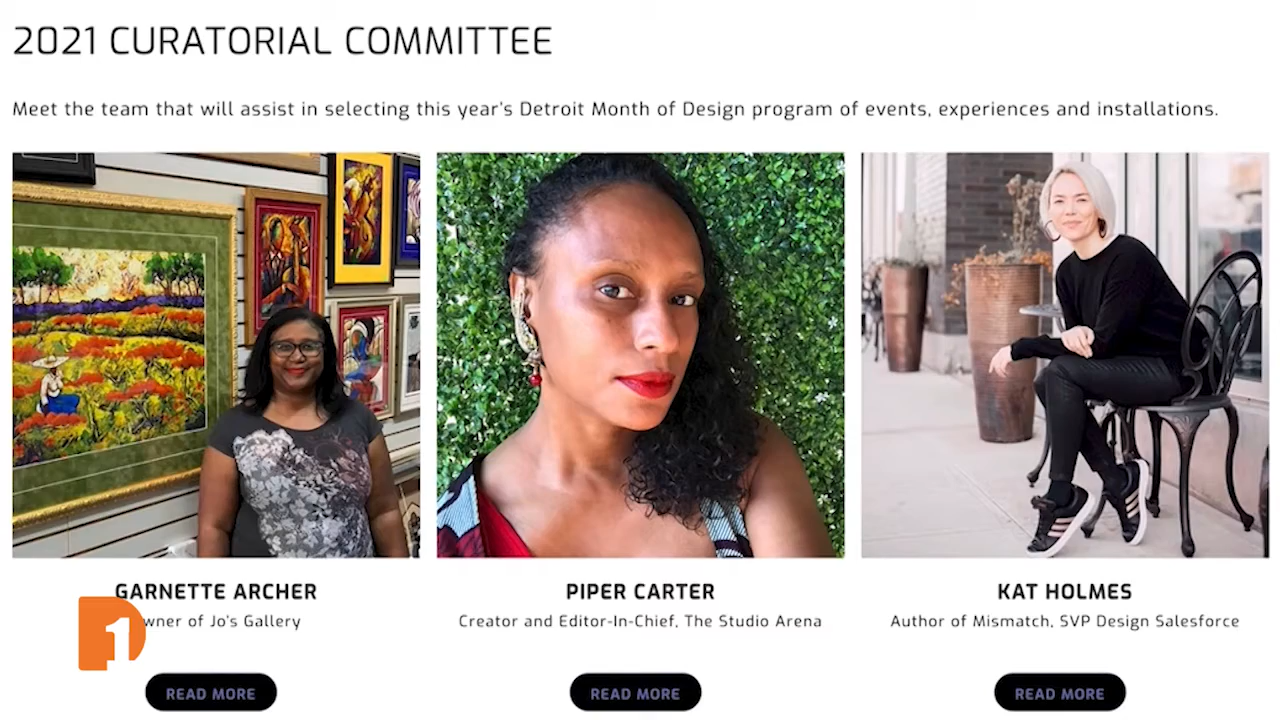 2021 CURATORIAL COMMITTEE
Meet the team that will assist in selecting this year's Detroit Month of Design program of events, experiences and installations.
GARNETTE ARCHER
wner of Jo's Gallery
READ MORE
PIPER CARTER
Creator and Editor-In-Chief, The Studio Arena
READ MORE
KAT HOLMES
Author of Mismatch, SVP Design Salesforce
READ MORE
1